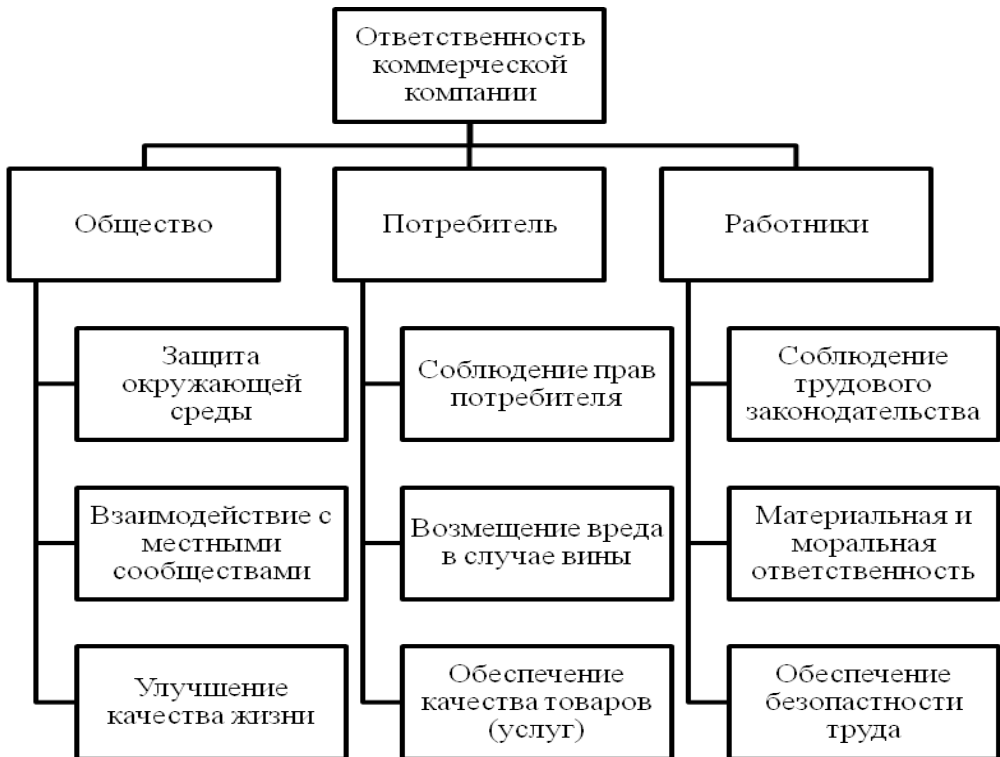 Ответственность
коммерческой
компании
Общество
Потребитель
Работники
Защита
окружающей
среды
Соблюдение прав
потребителя
Соблюдение
трудового
законодательства
Взаимодействие с
местными
сообществами
Возмещение вреда
в случае вины
Материальная и
моральная
ответственность
Улучшение
качества жизни
Обеспечение
качества товаров
(услуг)
Обеспечение
безопастности
труда